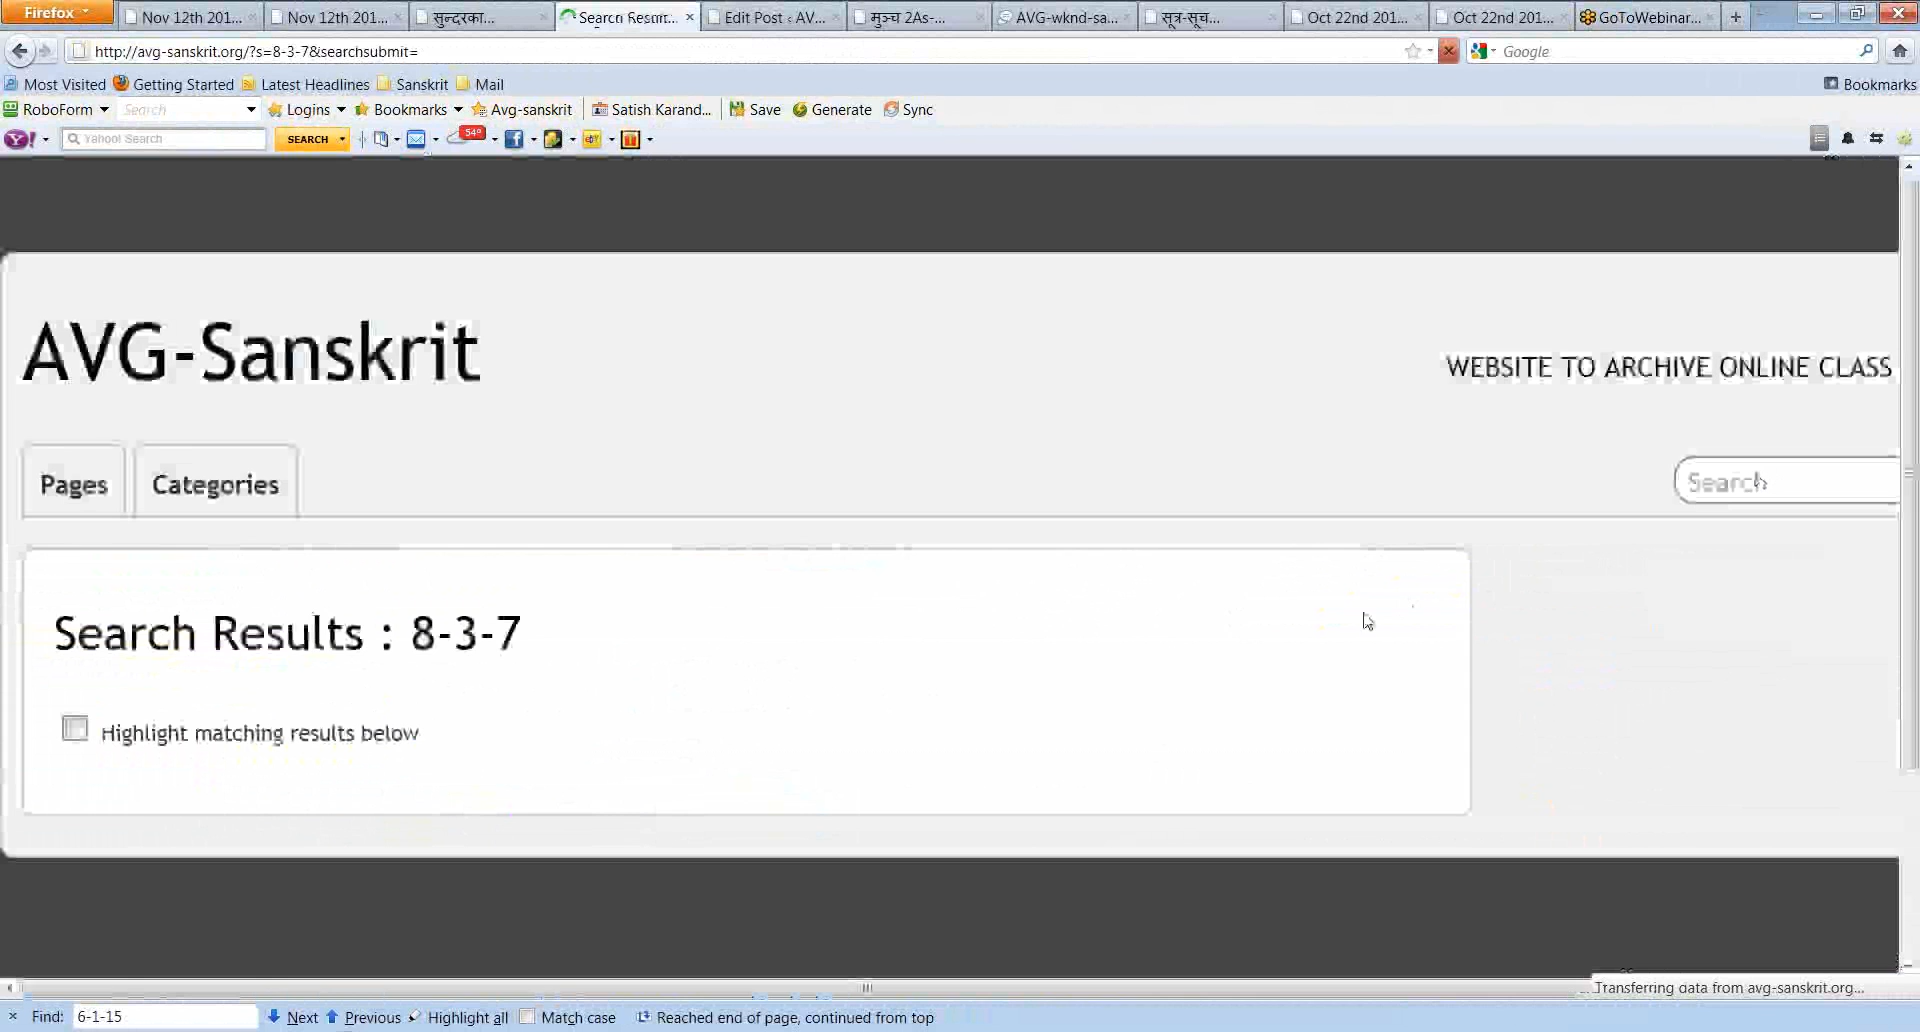 Firefox
Nov 12th 201... Nov 12th 201... सुन्दरका... Search Result... Edit Post ‹ AV... मुञ्च 2As-... AVG-wknd-sa... सूत्र-सूच... Oct 22nd 201... Oct 22nd 201... GoToWebinar...
http://avg-sanskrit.org/?s=8-3-7&searchsubmit= Google
Most Visited Getting Started Latest Headlines Sanskrit Mail Bookmarks
RoboForm Search Logins Bookmarks Avg-sanskrit Satish Karand... Save Generate Sync
Y! Yahoo! Search SEARCH 54°
AVG-Sanskrit
WEBSITE TO ARCHIVE ONLINE CLASS
Pages Categories Search
Search Results : 8-3-7
Highlight matching results below
Transferring data from avg-sanskrit.org...
× Find: 6-1-15 Next Previous Highlight all Match case Reached end of page, continued from top